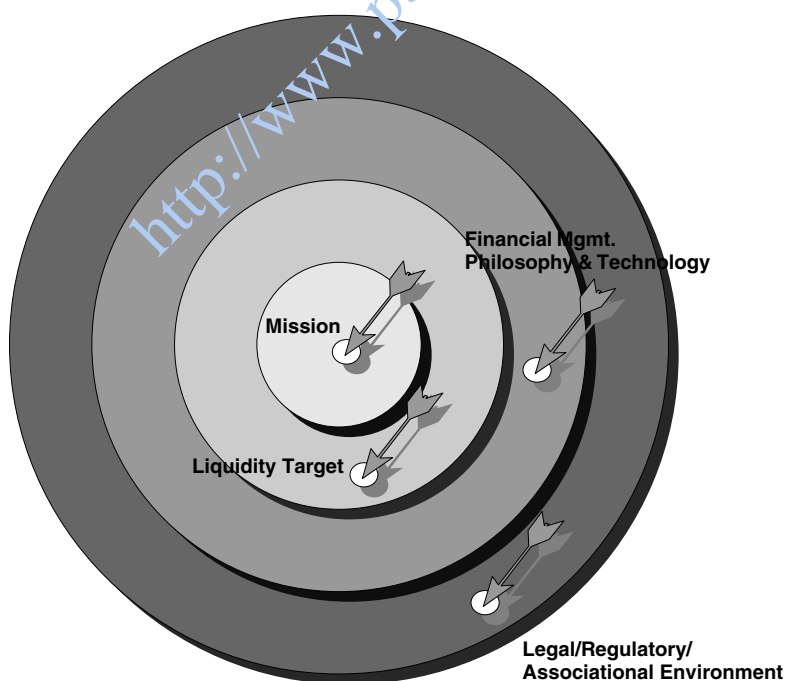 http://www.p
Financial Mgmt.
Philosophy & Technology
Mission
Liquidity Target
Legal/Regulatory/
Associational Environment